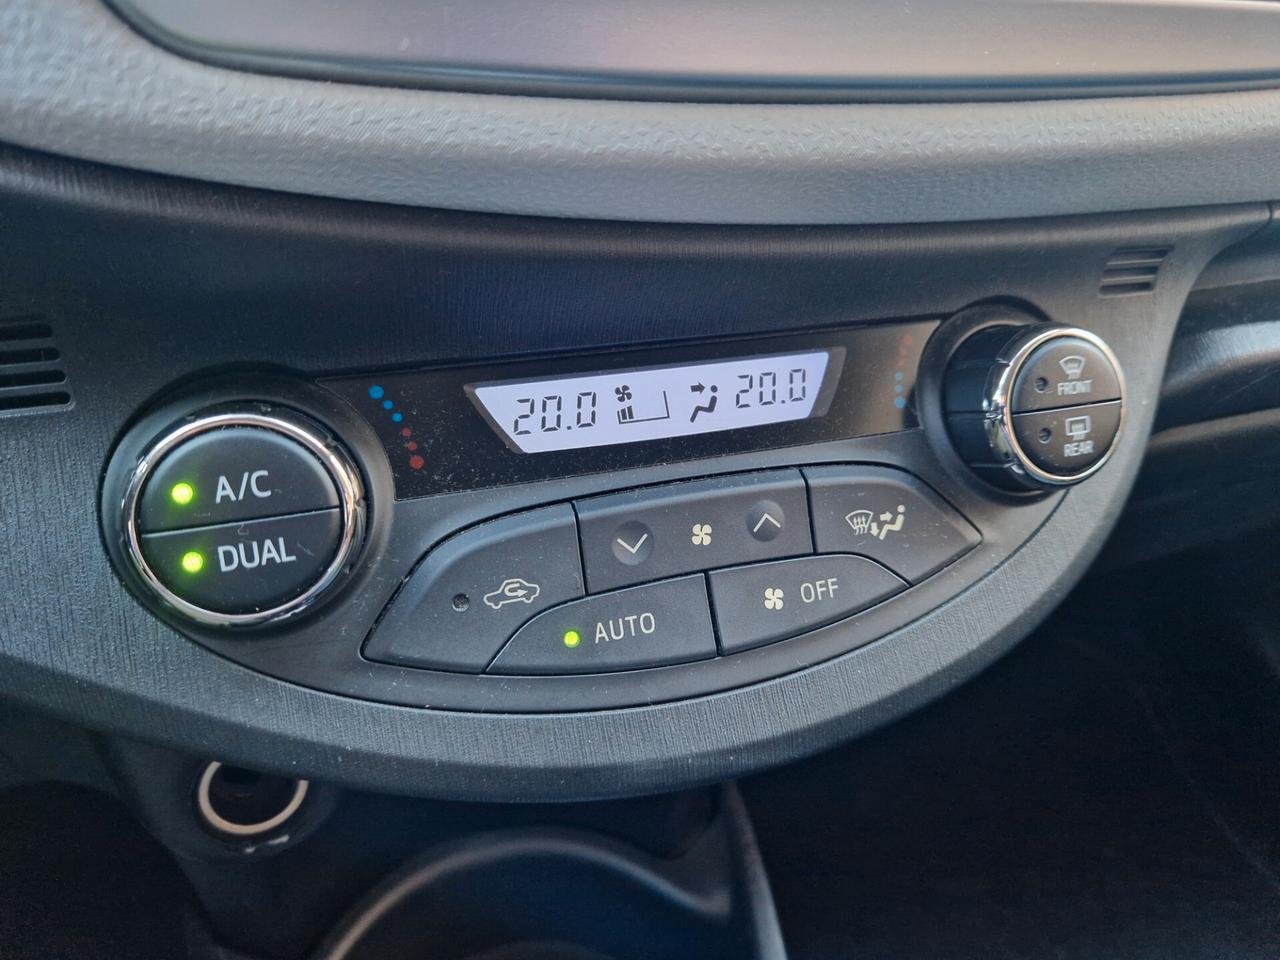 20.0 20.0
FRONT
REAR
A/C
DUAL
AUTO
OFF